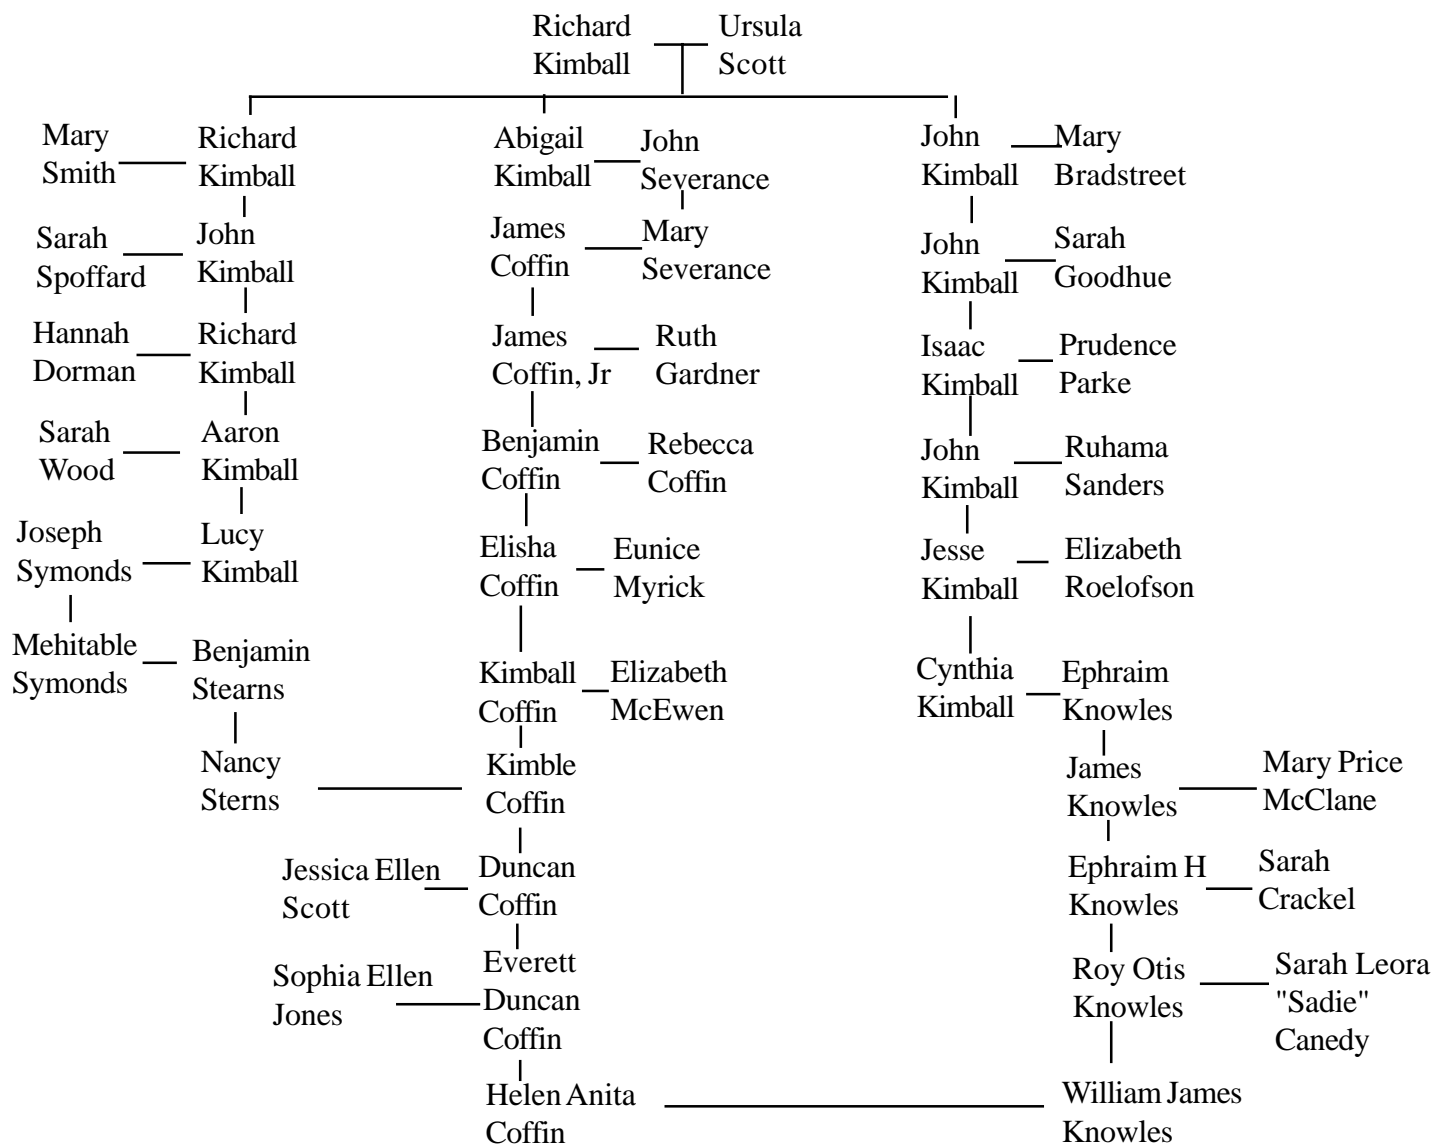 Richard
Kimball
Ursula
Scott
Mary
Smith
Richard
Kimball
Abigail
Kimball
John
Severance
John
Kimball
Mary
Bradstreet
Sarah
Spoffard
John
Kimball
James
Coffin
Mary
Severance
John
Kimball
Sarah
Goodhue
Hannah
Dorman
Richard
Kimball
James
Coffin, Jr
Ruth
Gardner
Isaac
Kimball
Prudence
Parke
Sarah
Wood
Aaron
Kimball
Benjamin
Coffin
Rebecca
Coffin
John
Kimball
Ruhama
Sanders
Joseph
Symonds
Lucy
Kimball
Elisha
Coffin
Eunice
Myrick
Jesse
Kimball
Elizabeth
Roelofson
Mehitable
Symonds
Benjamin
Stearns
Kimball
Coffin
Elizabeth
McEwen
Cynthia
Kimball
Ephraim
Knowles
Nancy
Sterns
Kimble
Coffin
James
Knowles
Mary Price
McClane
Jessica Ellen
Scott
Duncan
Coffin
Ephraim H
Knowles
Sarah
Crackel
Sophia Ellen
Jones
Everett
Duncan
Coffin
Roy Otis
Knowles
Sarah Leora
"Sadie"
Canedy
Helen Anita
Coffin
William James
Knowles